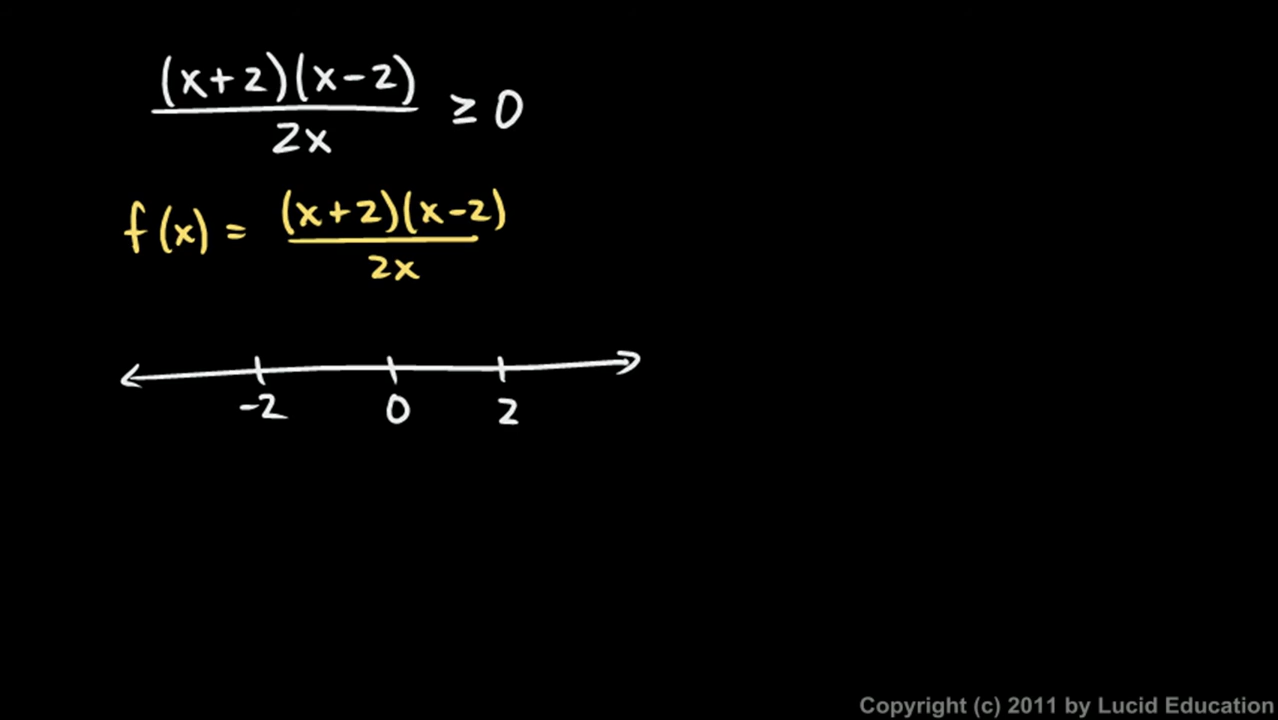 (x+2)(x-2)
2x
≥ 0
f(x) = (x+2)(x-2)
2x
-2 0 2
Copyright (c) 2011 by Lucid Education